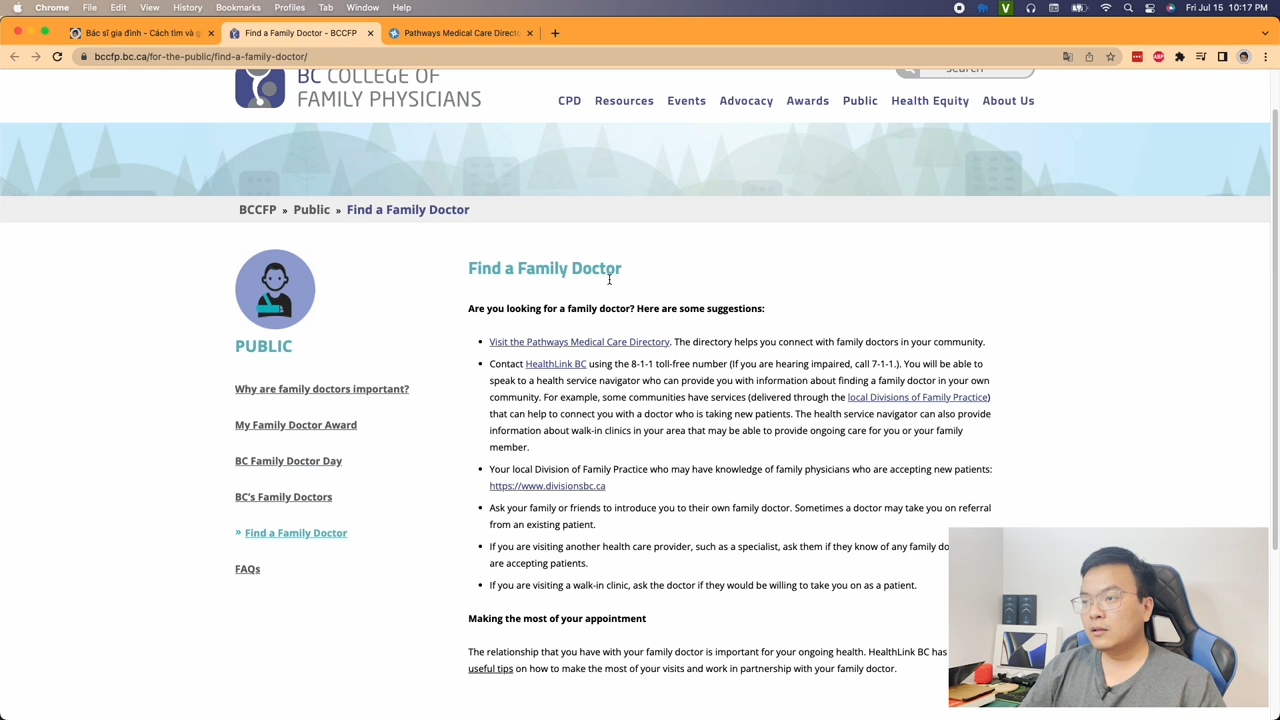 Chrome File Edit View History Bookmarks Profiles Tab Window Help Fri Jul 15 10:17 PM
Bác sĩ gia đình - Cách tìm và g
Find a Family Doctor - BCCFP
Pathways Medical Care Directo
bccfp.bc.ca/for-the-public/find-a-family-doctor/
BC COLLEGE OF
FAMILY PHYSICIANS
search
CPD Resources Events Advocacy Awards Public Health Equity About Us
BCCFP » Public » Find a Family Doctor
PUBLIC
Why are family doctors important?
My Family Doctor Award
BC Family Doctor Day
BC's Family Doctors
» Find a Family Doctor
FAQs
Find a Family Doctor
Are you looking for a family doctor? Here are some suggestions:
• Visit the Pathways Medical Care Directory. The directory helps you connect with family doctors in your community.
• Contact HealthLink BC using the 8-1-1 toll-free number (If you are hearing impaired, call 7-1-1.). You will be able to
speak to a health service navigator who can provide you with information about finding a family doctor in your own
community. For example, some communities have services (delivered through the local Divisions of Family Practice)
that can help to connect you with a doctor who is taking new patients. The health service navigator can also provide
information about walk-in clinics in your area that may be able to provide ongoing care for you or your family
member.
• Your local Division of Family Practice who may have knowledge of family physicians who are accepting new patients:
https://www.divisionsbc.ca
• Ask your family or friends to introduce you to their own family doctor. Sometimes a doctor may take you on referral
from an existing patient.
• If you are visiting another health care provider, such as a specialist, ask them if they know of any family do
are accepting patients.
• If you are visiting a walk-in clinic, ask the doctor if they would be willing to take you on as a patient.
Making the most of your appointment
The relationship that you have with your family doctor is important for your ongoing health. HealthLink BC has
useful tips on how to make the most of your visits and work in partnership with your family doctor.